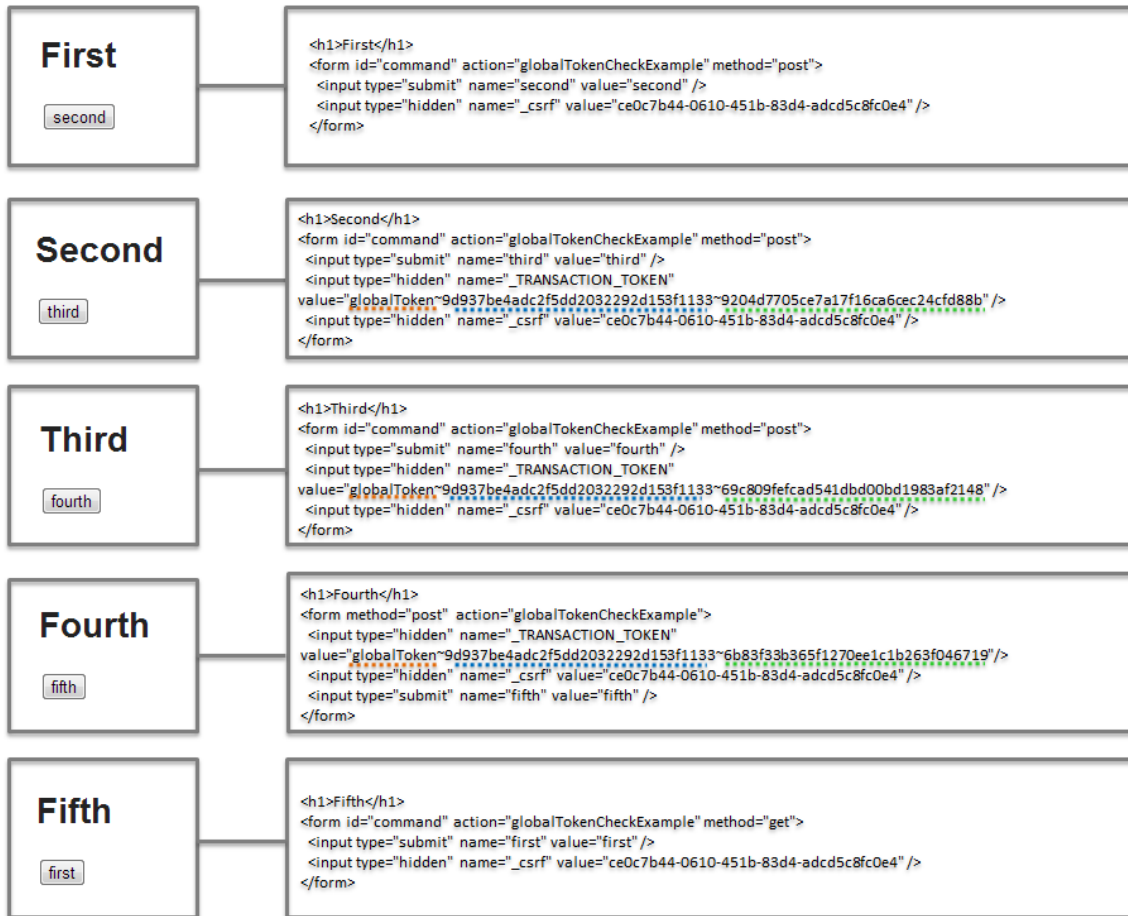 First
second
<h1>First</h1>
<form id="command" action="globalTokenCheckExample" method="post">
<input type="submit" name="second" value="second" />
<input type="hidden" name="_csrf" value="ce0c7b44-0610-451b-83d4-adcd5c8fc0e4" />
</form>
Second
third
<h1>Second</h1>
<form id="command" action="globalTokenCheckExample" method="post">
<input type="submit" name="third" value="third" />
<input type="hidden" name="_TRANSACTION_TOKEN"
value="globalToken~9d937be4adc2f5dd2032292d153f1133~9204d7705ce7a17f16ca6cec24cfd88b" />
<input type="hidden" name="_csrf" value="ce0c7b44-0610-451b-83d4-adcd5c8fc0e4" />
</form>
Third
fourth
<h1>Third</h1>
<form id="command" action="globalTokenCheckExample" method="post">
<input type="submit" name="fourth" value="fourth" />
<input type="hidden" name="_TRANSACTION_TOKEN"
value="globalToken~9d937be4adc2f5dd2032292d153f1133~69c809fefcad541dbd00bd1983af2148" />
<input type="hidden" name="_csrf" value="ce0c7b44-0610-451b-83d4-adcd5c8fc0e4" />
</form>
Fourth
fifth
<h1>Fourth</h1>
<form method="post" action="globalTokenCheckExample">
<input type="hidden" name="_TRANSACTION_TOKEN"
value="globalToken~9d937be4adc2f5dd2032292d153f1133~6b83f33b365f1270ee1c1b263f046719"/>
<input type="hidden" name="_csrf" value="ce0c7b44-0610-451b-83d4-adcd5c8fc0e4" />
<input type="submit" name="fifth" value="fifth" />
</form>
Fifth
first
<h1>Fifth</h1>
<form id="command" action="globalTokenCheckExample" method="get">
<input type="submit" name="first" value="first" />
<input type="hidden" name="_csrf" value="ce0c7b44-0610-451b-83d4-adcd5c8fc0e4" />
</form>